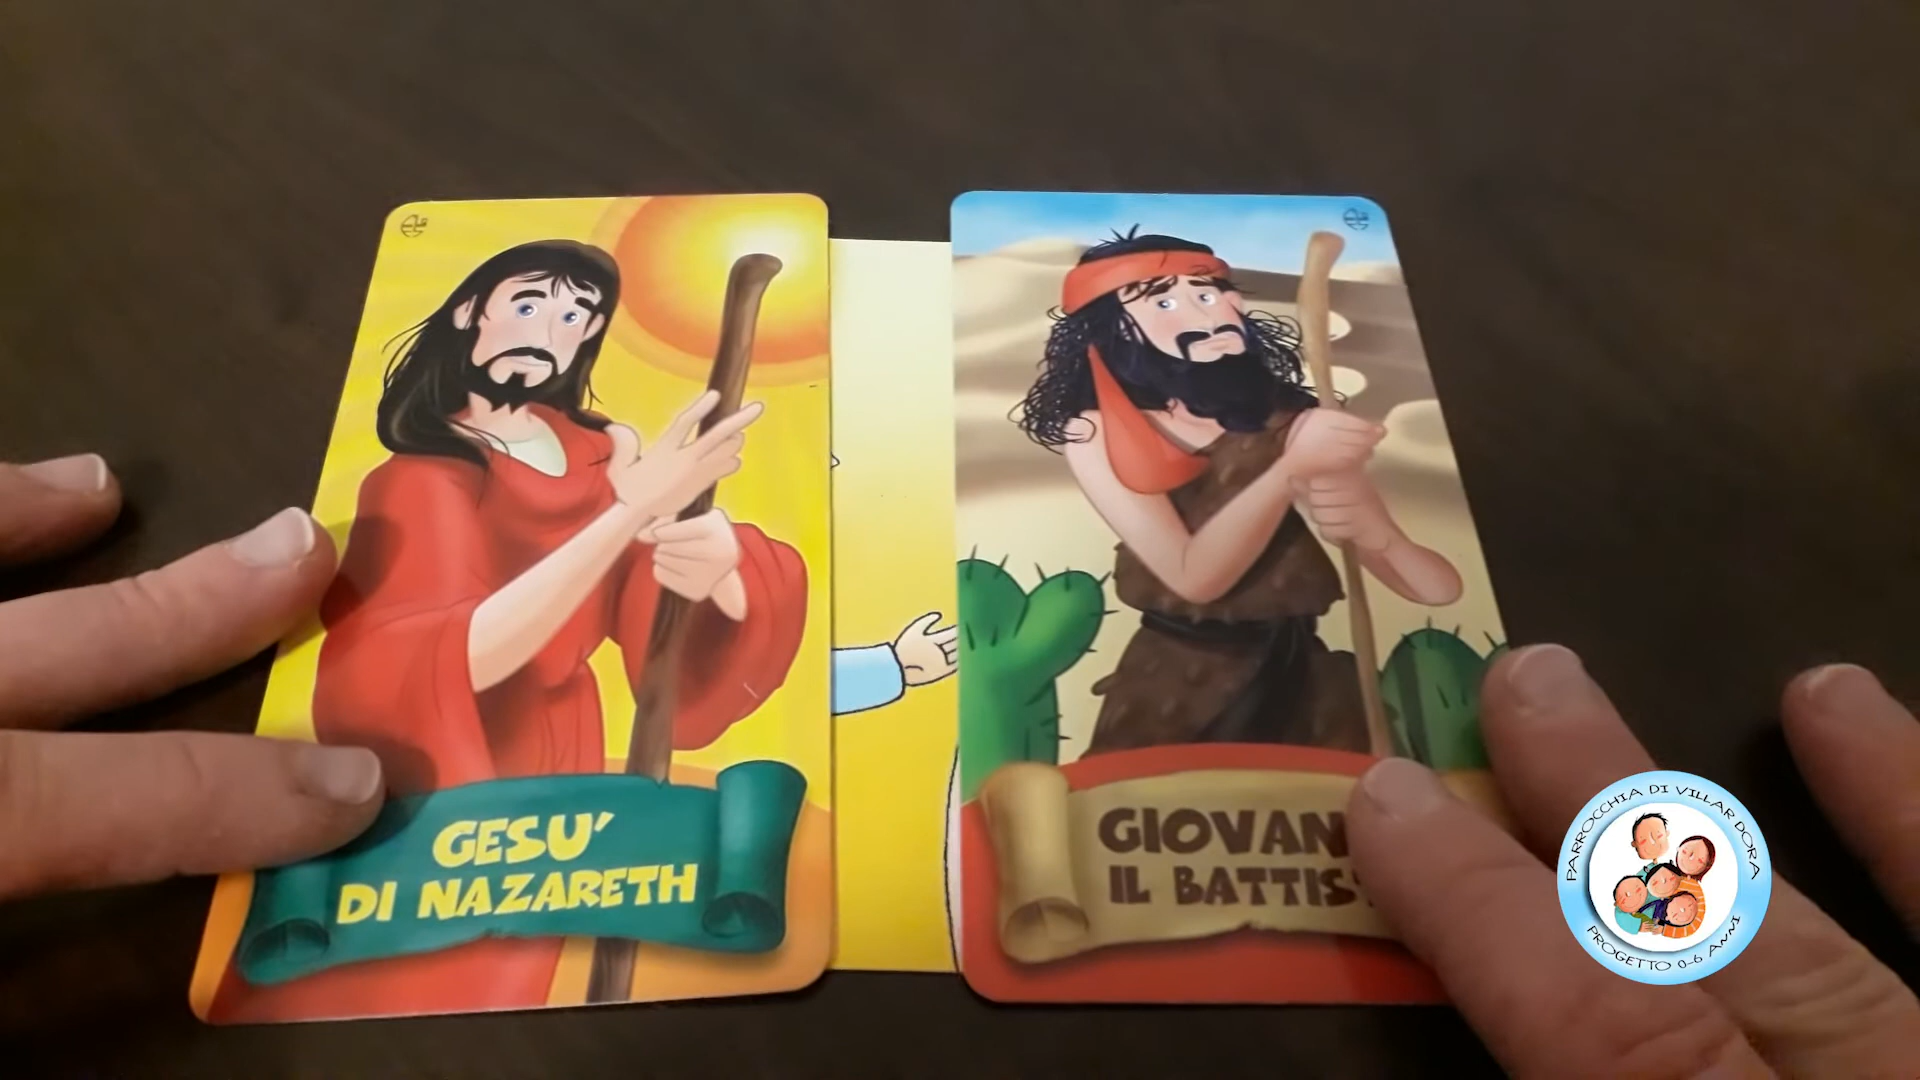 GESU'
DI NAZARETH
GIOVAN
IL BATTIS
PARROCCHIA DI VILLAR DORA
PROGETTO 0-6 ANNI